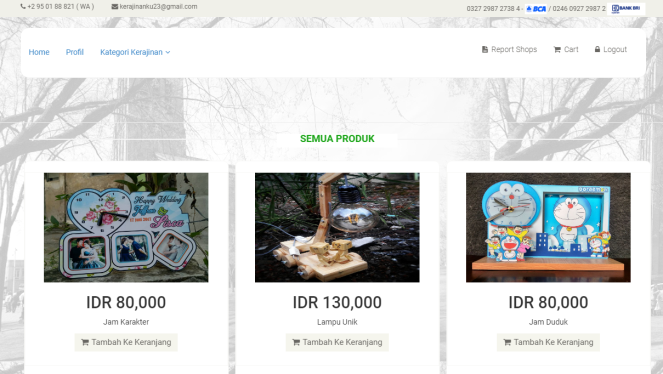 +2 95 01 88 821 ( WA ) kerajinanku23@gmail.com 0327 2987 2738 4 - BCA / 0246 0927 2987 2 BANK BRI
Home Profil Kategori Kerajinan Report Shops Cart Logout
SEMUA PRODUK
Happy Wedding
IDR 80,000 IDR 130,000 IDR 80,000
Jam Karakter Lampu Unik Jam Duduk
Tambah Ke Keranjang Tambah Ke Keranjang Tambah Ke Keranjang